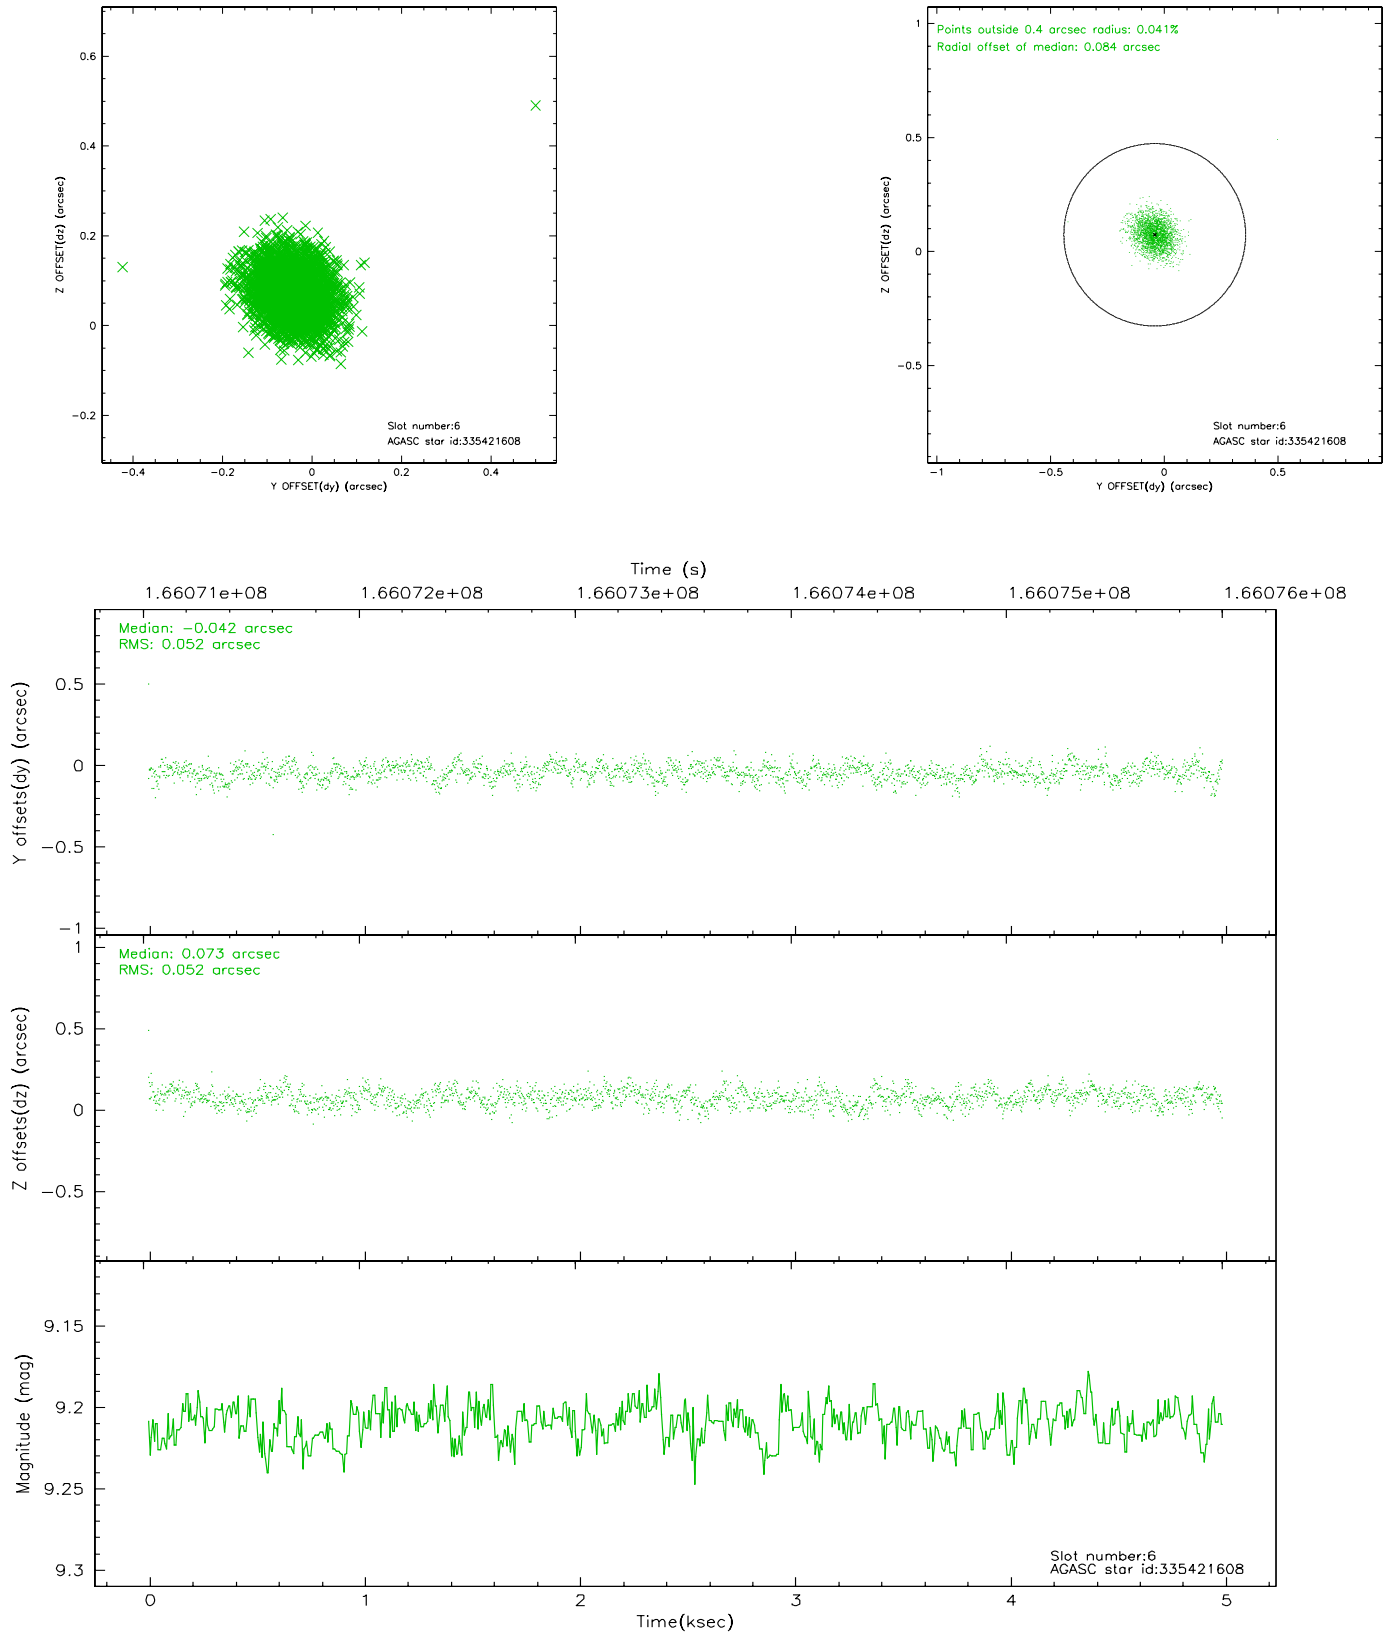 0.6
0.4
0.2
0
−0.2
Z OFFSET(dz) (arcsec)
Slot number:6
AGASC star id:335421608
−0.4
−0.2
0
0.2
0.4
Y OFFSET(dy) (arcsec)
Points outside 0.4 arcsec radius: 0.041%
Radial offset of median: 0.084 arcsec
1
0.5
0
−0.5
Z OFFSET(dz) (arcsec)
Slot number:6
AGASC star id:335421608
−1
−0.5
0
0.5
Y OFFSET(dy) (arcsec)
Time (s)
1.66071e+08
1.66072e+08
1.66073e+08
1.66074e+08
1.66075e+08
1.66076e+08
Median: −0.042 arcsec
RMS: 0.052 arcsec
0.5
0
−0.5
−1
Y offsets(dy) (arcsec)
Median: 0.073 arcsec
RMS: 0.052 arcsec
1
0.5
0
−0.5
Z offsets(dz) (arcsec)
9.15
9.2
9.25
9.3
Magnitude (mag)
Slot number:6
AGASC star id:335421608
0
1
2
3
4
5
Time(ksec)